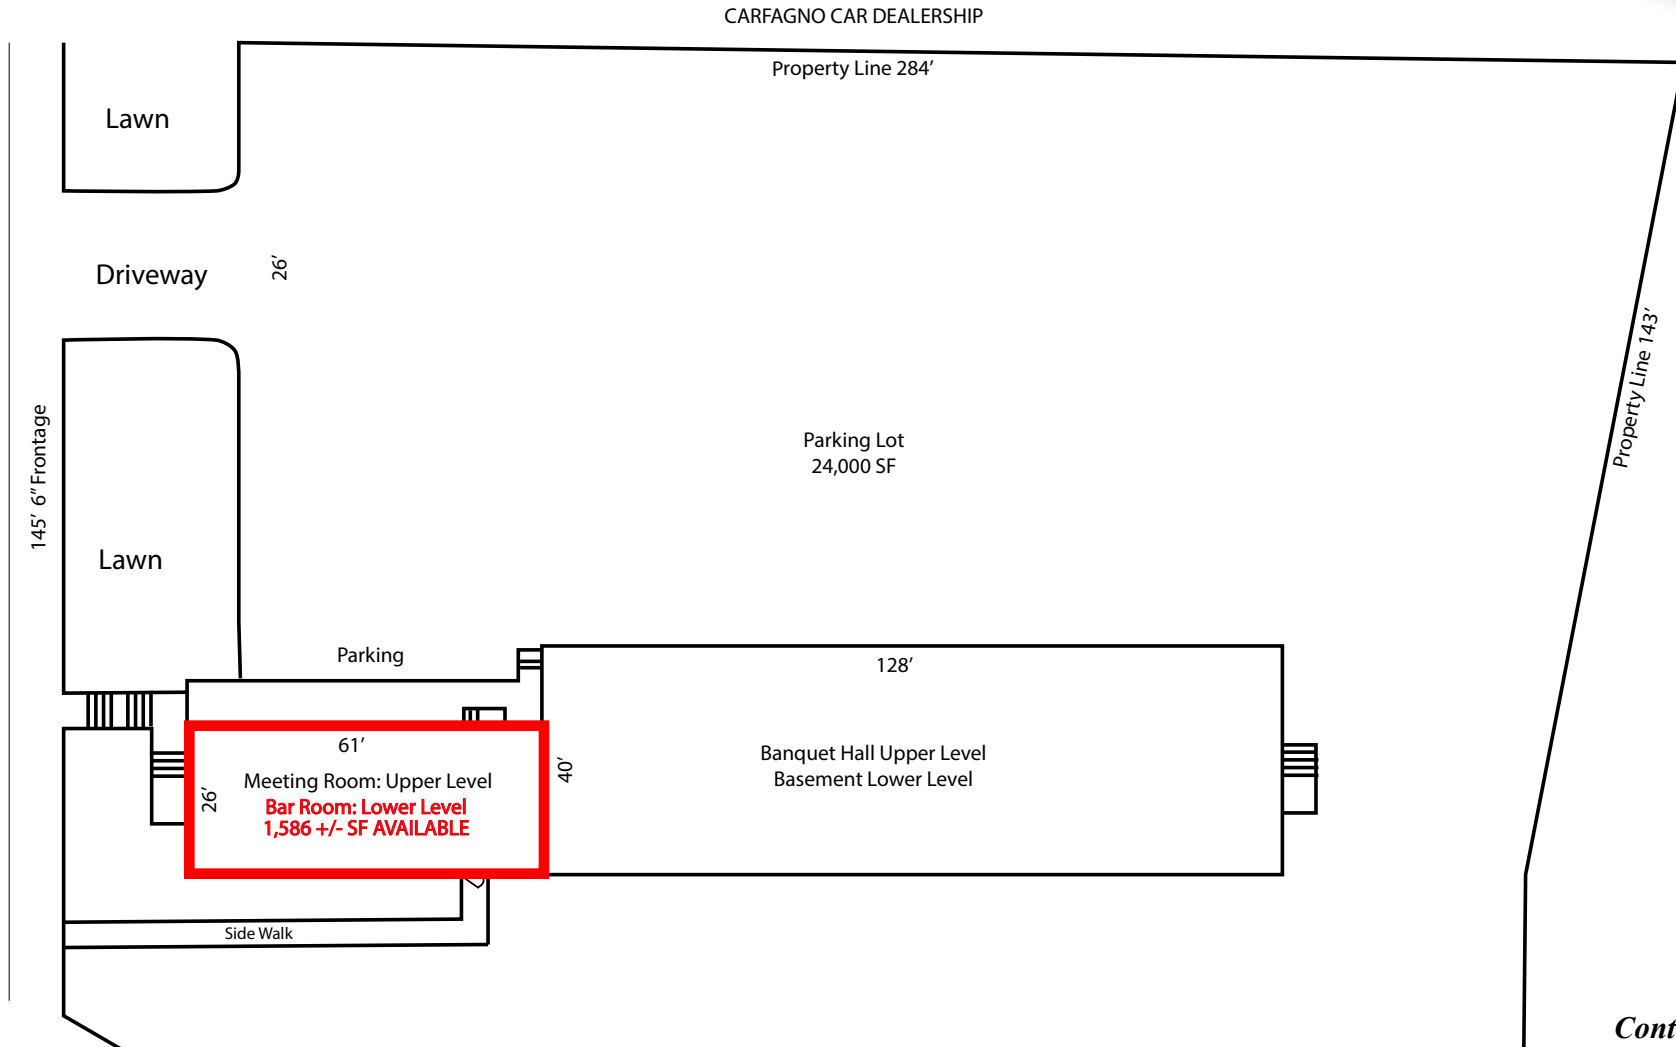 CARFAGNO CAR DEALERSHIP
Property Line 284’
Lawn
Driveway
26’
Property Line 143’
145’ 6” Frontage
Parking Lot
24,000 SF
Lawn
Parking
128’
61’
40’
26’
Meeting Room: Upper Level
Bar Room: Lower Level
1,586 +/- SF AVAILABLE
Banquet Hall Upper Level
Basement Lower Level
Side Walk
Cont